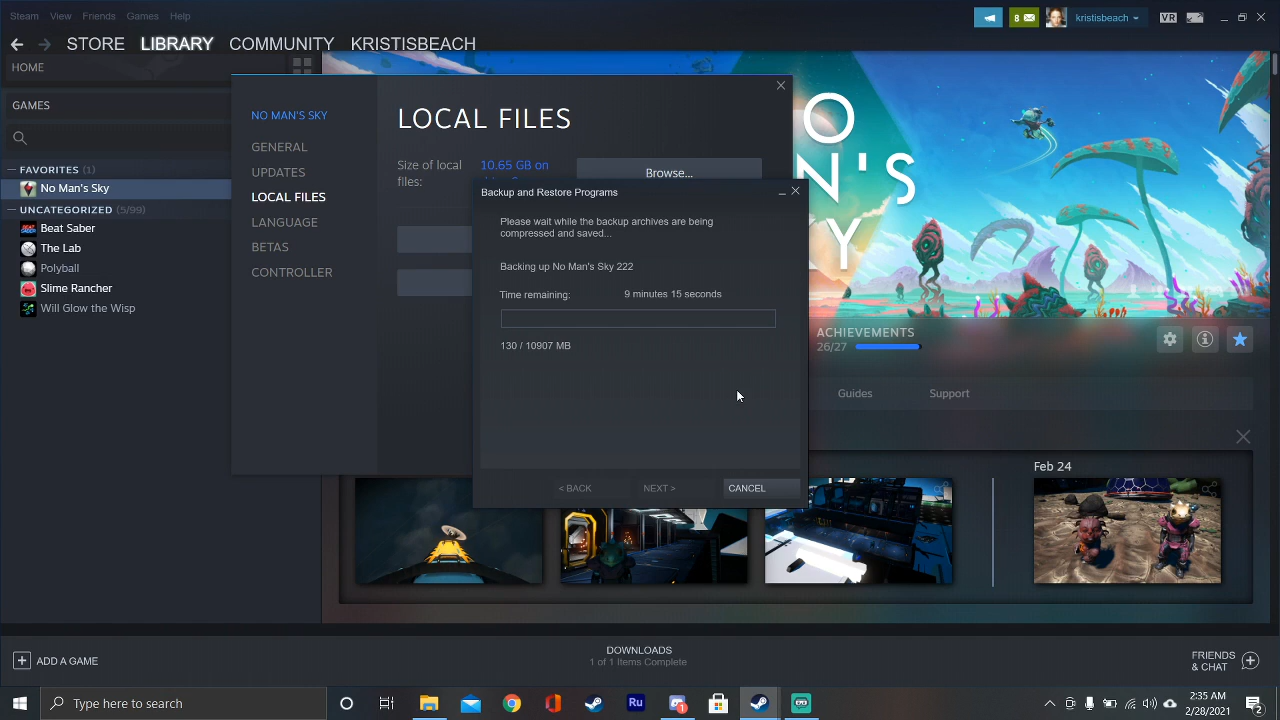 Steam View Friends Games Help
8
kristisbeach
VR
STORE LIBRARY COMMUNITY KRISTISBEACH
HOME
GAMES
FAVORITES (1)
No Man's Sky
UNCATEGORIZED (5/99)
Beat Saber
The Lab
Polyball
Slime Rancher
Will Glow the Wisp
NO MAN'S SKY
GENERAL
UPDATES
LOCAL FILES
LANGUAGE
BETAS
CONTROLLER
LOCAL FILES
Size of local
files:
10.65 GB on
Browse...
Backup and Restore Programs
Please wait while the backup archives are being
compressed and saved...
Backing up No Man's Sky 222
Time remaining: 9 minutes 15 seconds
130 / 10907 MB
< BACK NEXT > CANCEL
O
N'S
KY
ACHIEVEMENTS
26/27
Guides Support
Feb 24
ADD A GAME
DOWNLOADS
1 of 1 Items Complete
FRIENDS
& CHAT
Type here to search
Ru
1
2:35 AM
2/28/2021
2